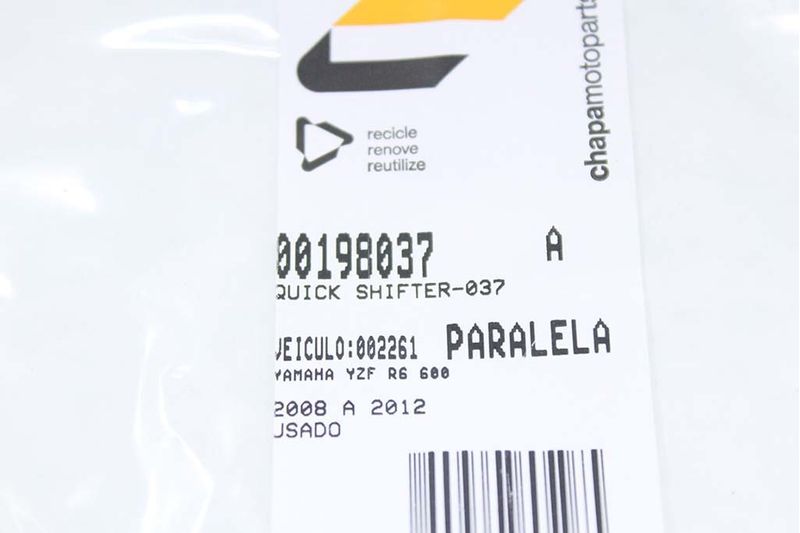 chapamotoparts
recicle
renove
reutilize
00198037 A
QUICK SHIFTER-037
VEICULO:002261 PARALELA
YAMAHA YZF R6 600
2008 A 2012
USADO